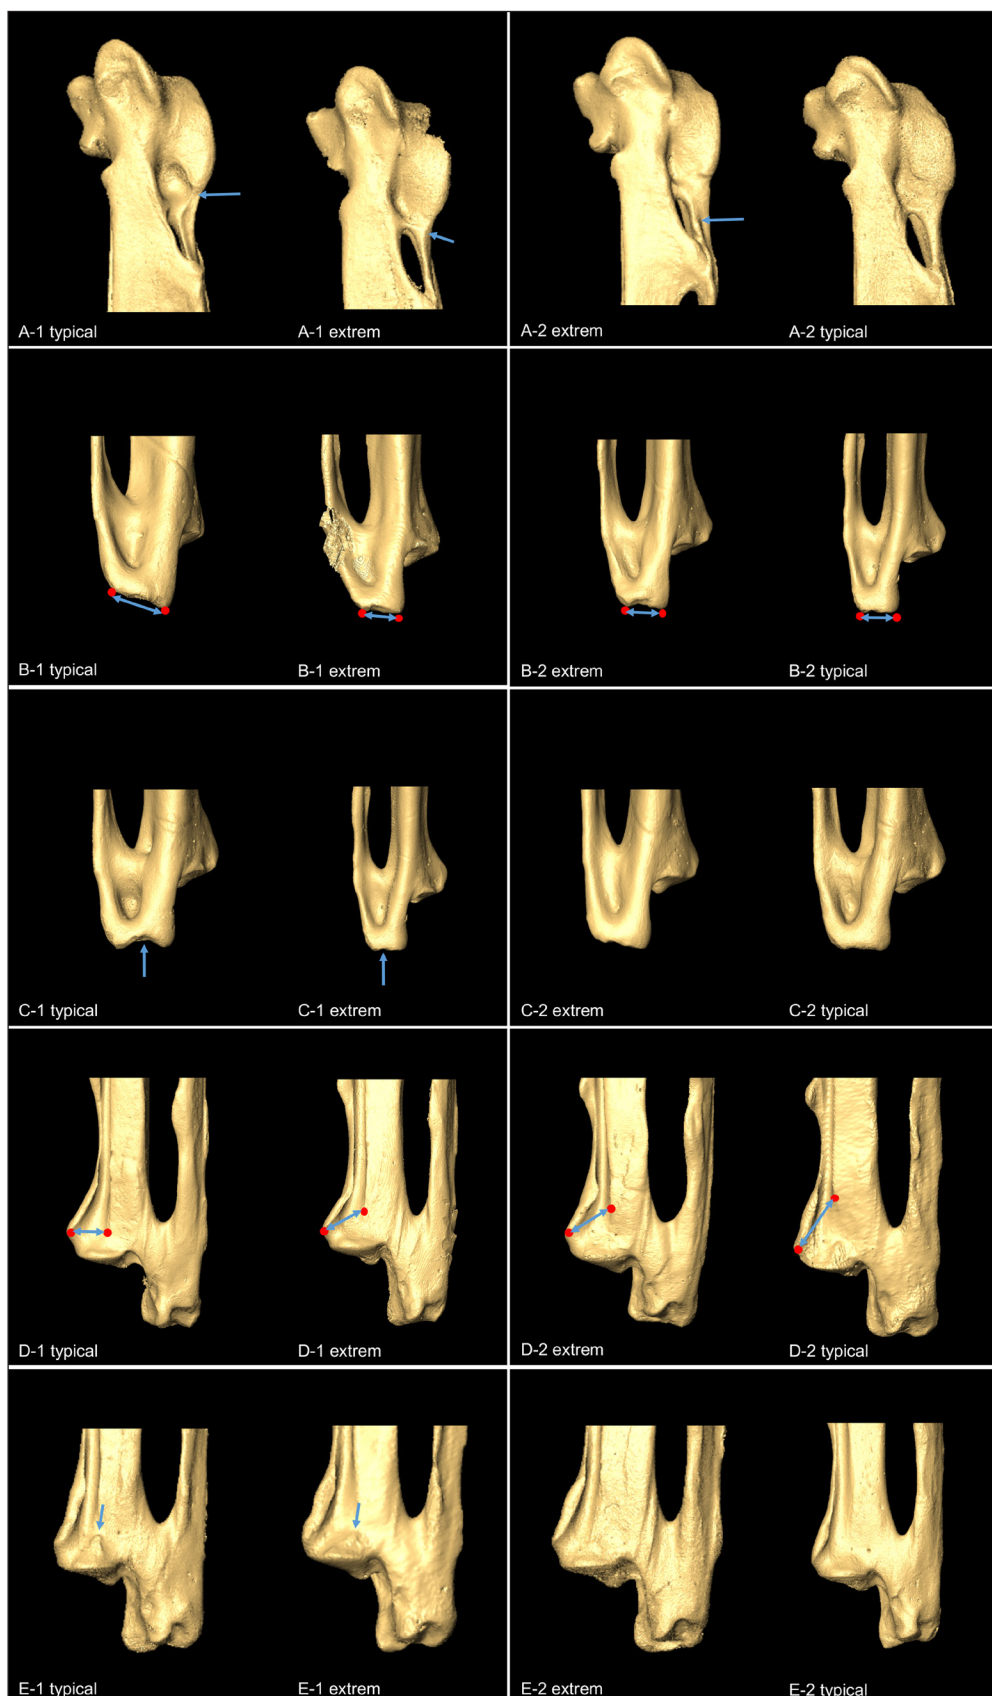 A-1 typical
A-1 extrem
A-2 extrem
A-2 typical
B-1 typical
B-1 extrem
B-2 extrem
B-2 typical
C-1 typical
C-1 extrem
C-2 extrem
C-2 typical
D-1 typical
D-1 extrem
D-2 extrem
D-2 typical
E-1 typical
E-1 extrem
E-2 extrem
E-2 typical